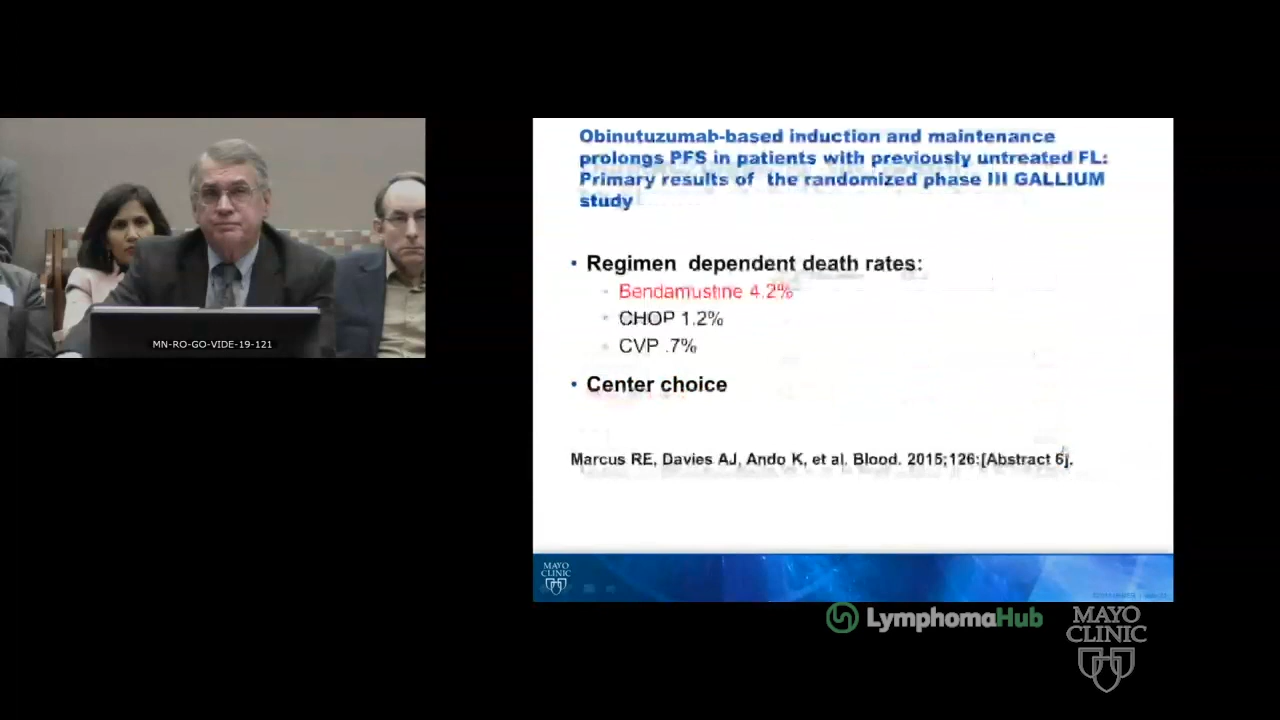 MN-RO-GO-VIDE-19-121
Obinutuzumab-based induction and maintenance
prolongs PFS in patients with previously untreated FL:
Primary results of the randomized phase III GALLIUM
study
• Regimen dependent death rates:
Bendamustine 4.2%
CHOP 1.2%
CVP .7%
• Center choice
Marcus RE, Davies AJ, Ando K, et al. Blood. 2015;126:[Abstract 6].
MAYO
CLINIC
LymphomaHub
MAYO
CLINIC